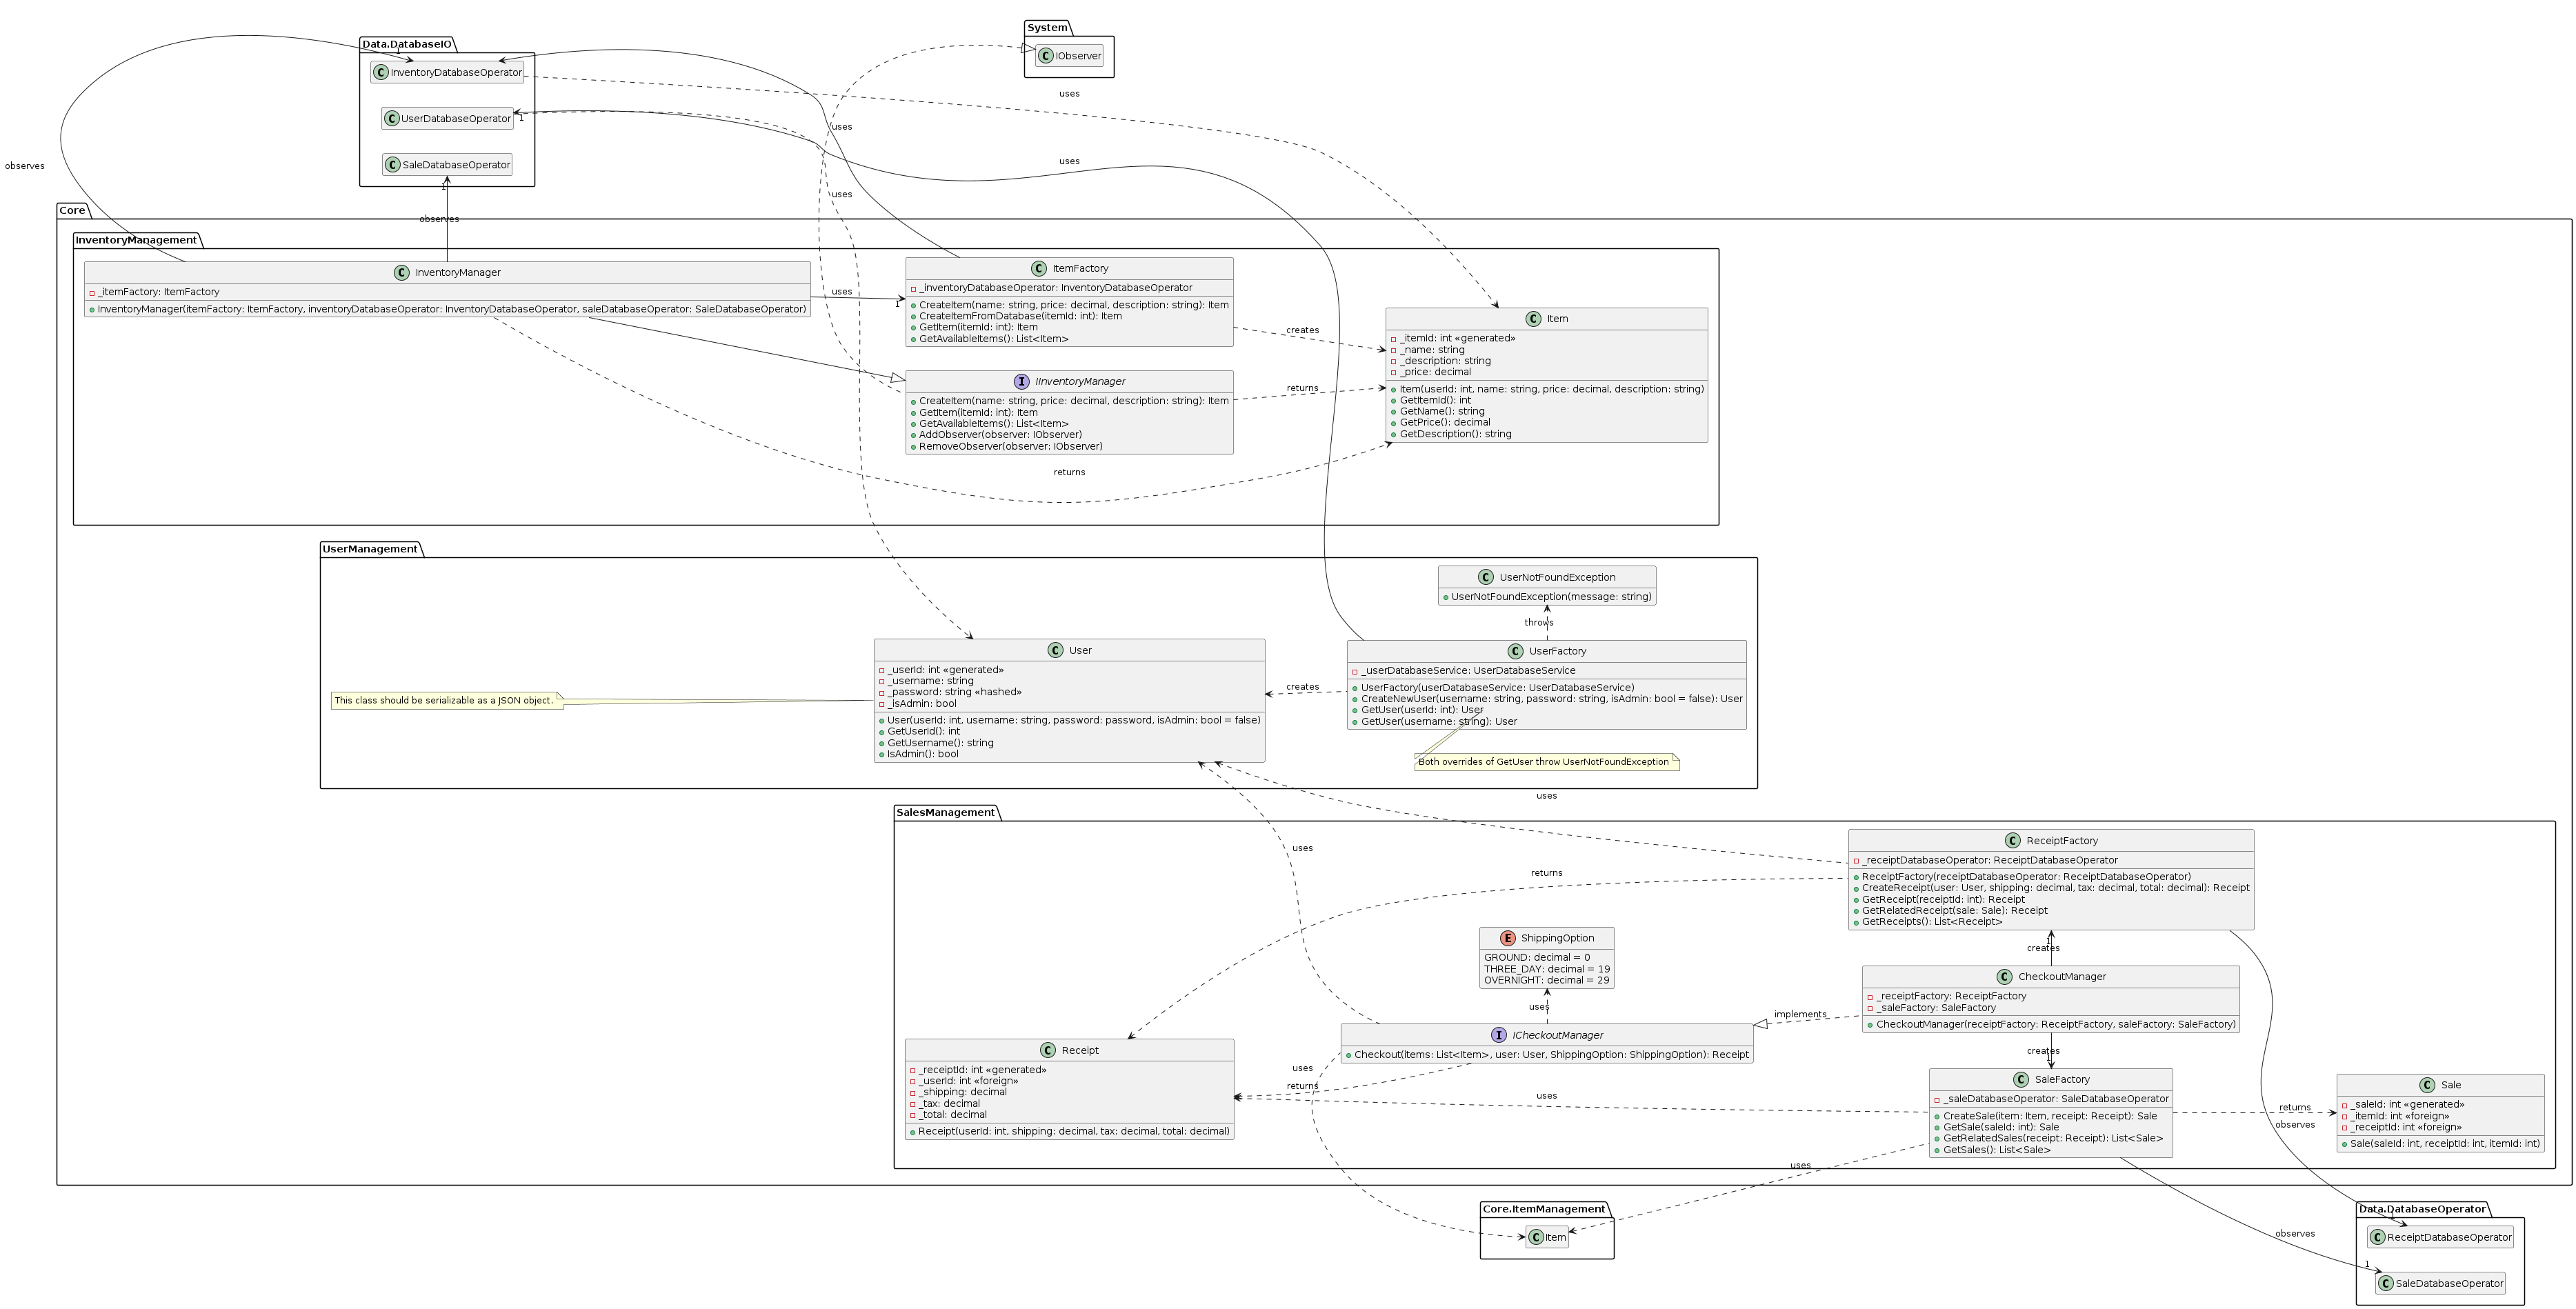 System
IObserver
Data.DatabaseIO
InventoryDatabaseOperator
UserDatabaseOperator
SaleDatabaseOperator
1
1
1
uses
uses
uses
uses
observes
observes
Core
InventoryManagement
InventoryManager
_itemFactory: ItemFactory
InventoryManager(itemFactory: ItemFactory, inventoryDatabaseOperator: InventoryDatabaseOperator, saleDatabaseOperator: SaleDatabaseOperator)
uses
1
ItemFactory
_inventoryDatabaseOperator: InventoryDatabaseOperator
CreateItem(name: string, price: decimal, description: string): Item
CreateItemFromDatabase(itemId: int): Item
GetItem(itemId: int): Item
GetAvailableItems(): List<Item>
creates
IInventoryManager
CreateItem(name: string, price: decimal, description: string): Item
GetItem(itemId: int): Item
GetAvailableItems(): List<Item>
AddObserver(observer: IObserver)
RemoveObserver(observer: IObserver)
returns
returns
Item
_itemId: int «generated»
_name: string
_description: string
_price: decimal
Item(userId: int, name: string, price: decimal, description: string)
GetItemId(): int
GetName(): string
GetPrice(): decimal
GetDescription(): string
UserManagement
UserNotFoundException
UserNotFoundException(message: string)
throws
This class should be serializable as a JSON object.
User
_userId: int «generated»
_username: string
_password: string «hashed»
_isAdmin: bool
User(userId: int, username: string, password: password, isAdmin: bool = false)
GetUserId(): int
GetUsername(): string
IsAdmin(): bool
creates
UserFactory
_userDatabaseService: UserDatabaseService
UserFactory(userDatabaseService: UserDatabaseService)
CreateNewUser(username: string, password: string, isAdmin: bool = false): User
GetUser(userId: int): User
GetUser(username: string): User
Both overrides of GetUser throw UserNotFoundException
uses
SalesManagement
uses
returns
ReceiptFactory
_receiptDatabaseOperator: ReceiptDatabaseOperator
ReceiptFactory(receiptDatabaseOperator: ReceiptDatabaseOperator)
CreateReceipt(user: User, shipping: decimal, tax: decimal, total: decimal): Receipt
GetReceipt(receiptId: int): Receipt
GetRelatedReceipt(sale: Sale): Receipt
GetReceipts(): List<Receipt>
1
creates
ShippingOption
GROUND: decimal = 0
THREE_DAY: decimal = 19
OVERNIGHT: decimal = 29
uses
CheckoutManager
_receiptFactory: ReceiptFactory
_saleFactory: SaleFactory
CheckoutManager(receiptFactory: ReceiptFactory, saleFactory: SaleFactory)
implements
ICheckoutManager
Checkout(items: List<Item>, user: User, ShippingOption: ShippingOption): Receipt
creates
1
Receipt
_receiptId: int «generated»
_userId: int «foreign»
_shipping: decimal
_tax: decimal
_total: decimal
Receipt(userId: int, shipping: decimal, tax: decimal, total: decimal)
uses
returns
uses
SaleFactory
_saleDatabaseOperator: SaleDatabaseOperator
CreateSale(item: Item, receipt: Receipt): Sale
GetSale(saleId: int): Sale
GetRelatedSales(receipt: Receipt): List<Sale>
GetSales(): List<Sale>
returns
observes
Sale
_saleId: int «generated»
_itemId: int «foreign»
_receiptId: int «foreign»
Sale(saleId: int, receiptId: int, itemId: int)
uses
Core.ItemManagement
Item
observes
Data.DatabaseOperator
1
ReceiptDatabaseOperator
1
SaleDatabaseOperator